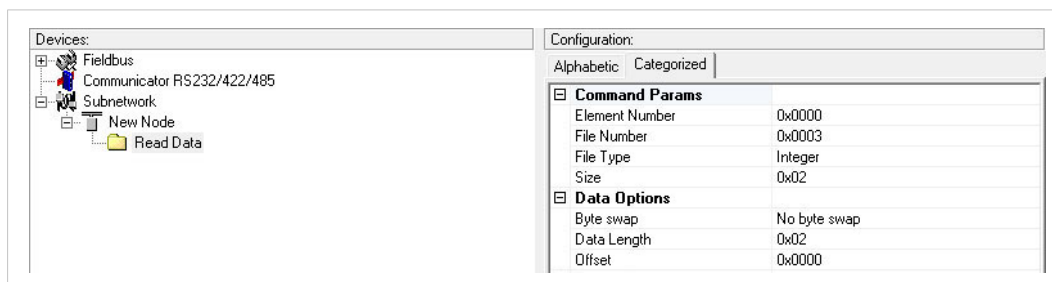 Devices:
Fieldbus
Communicator RS232/422/485
Subnetwork
New Node
Read Data
Configuration:
Alphabetic Categorized
Command Params
Element Number 0x0000
File Number 0x0003
File Type Integer
Size 0x02
Data Options
Byte swap No byte swap
Data Length 0x02
Offset 0x0000